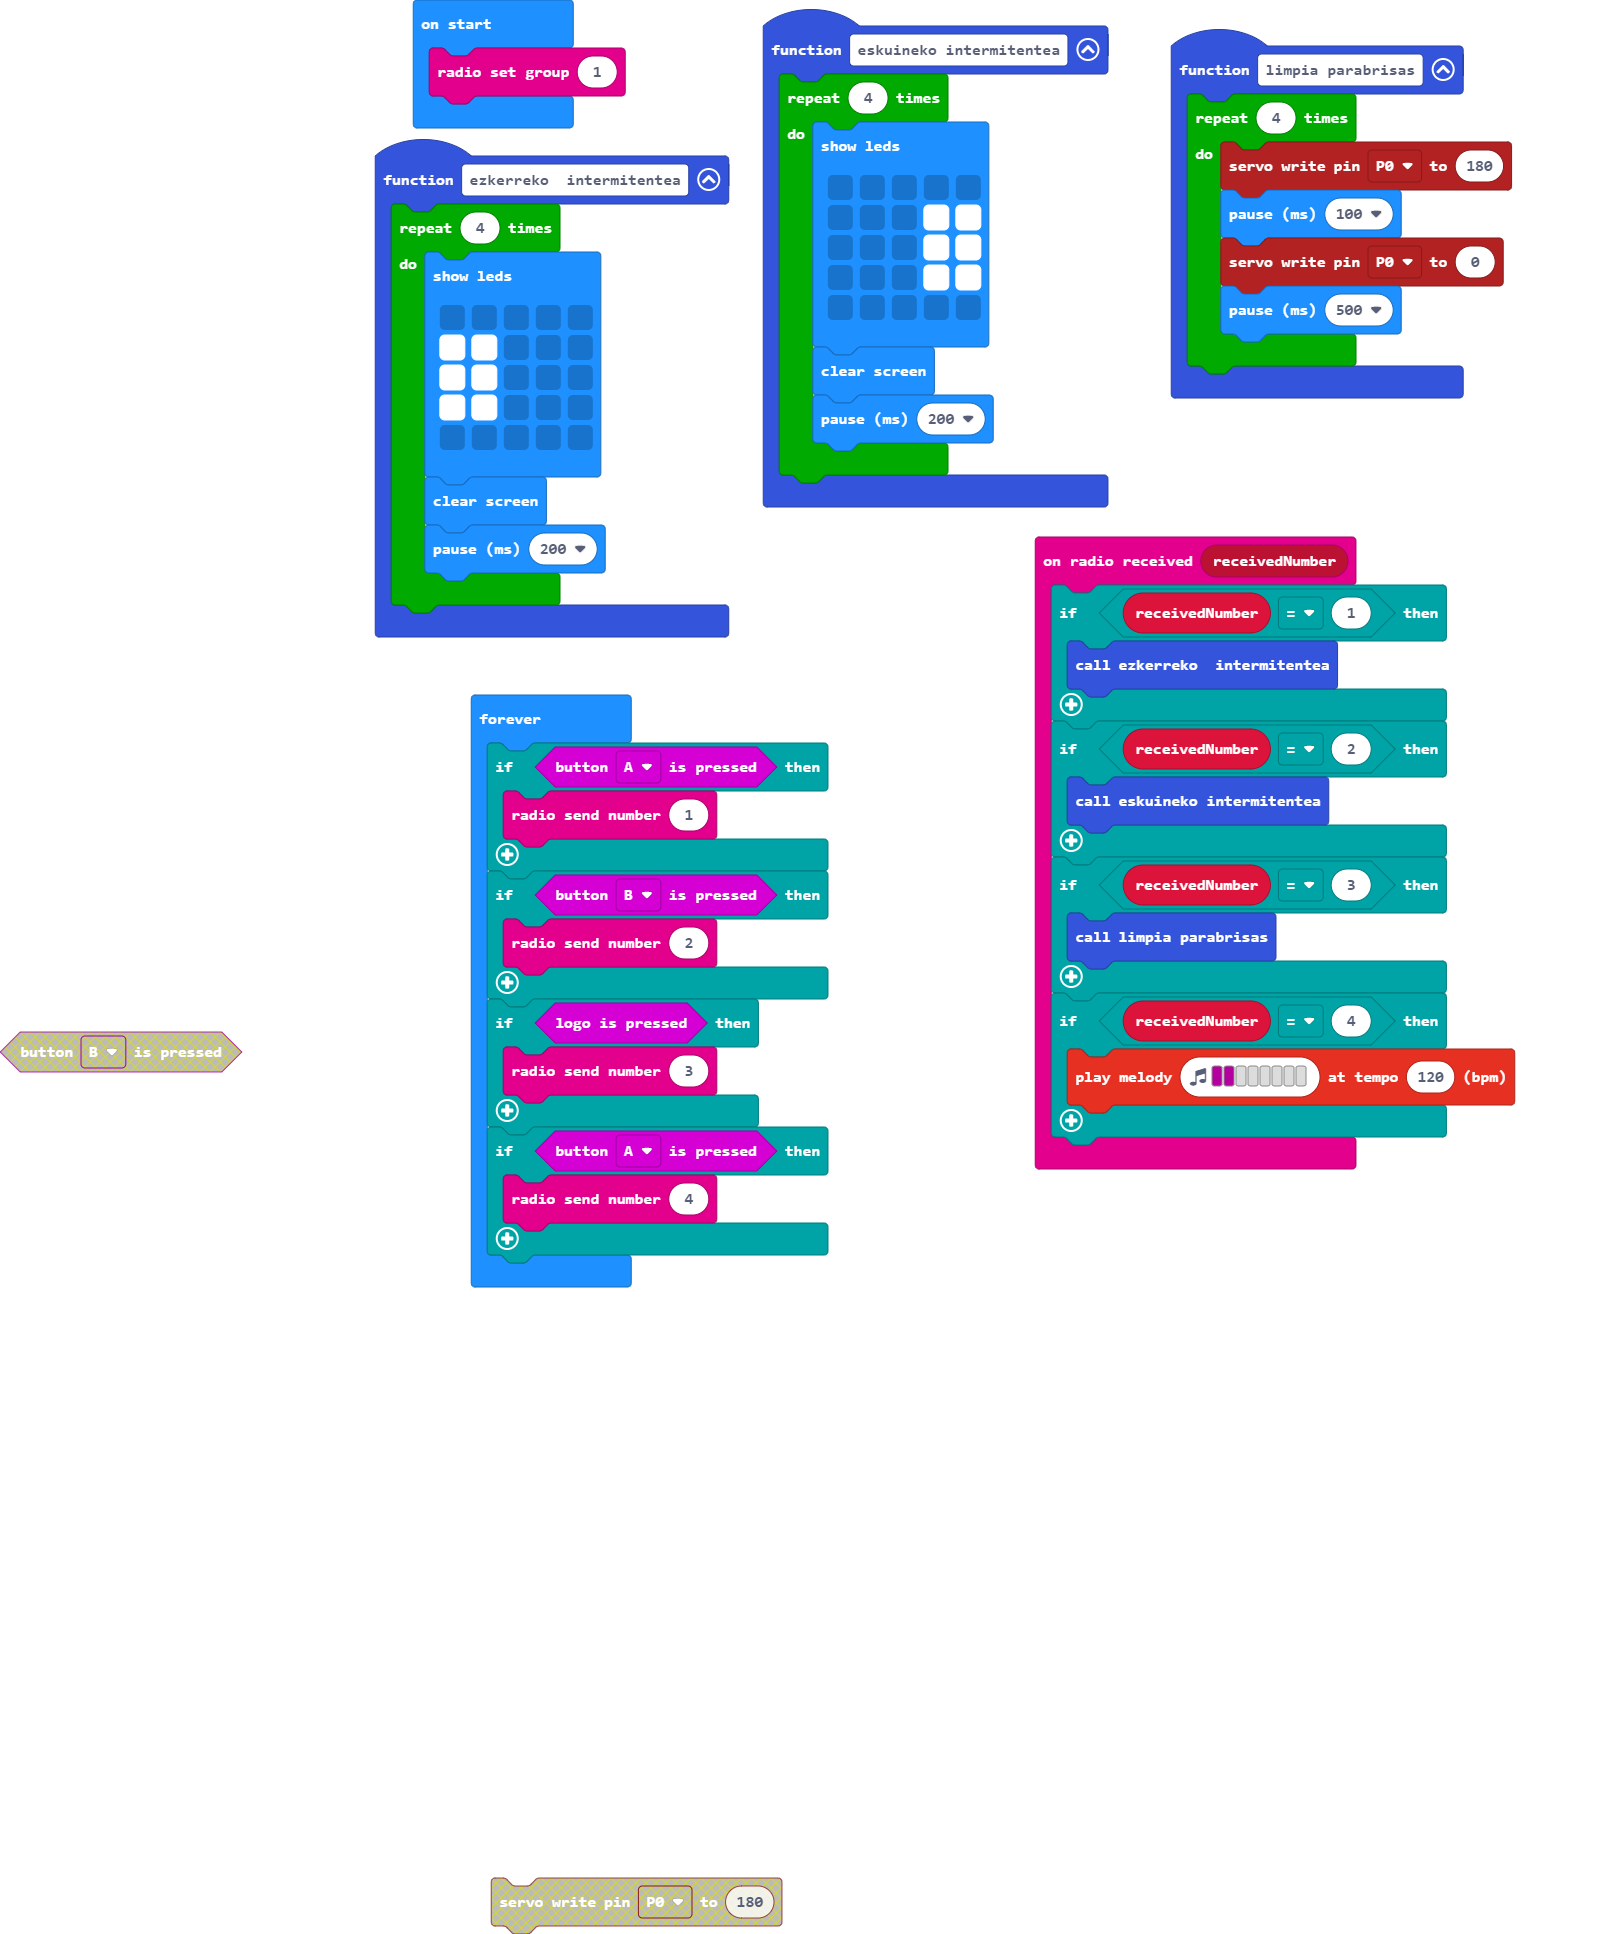 on start
radio set group 1
function ezkerreko  intermitentea
repeat 4 times
do
show leds
clear screen
pause (ms) 200
function eskuineko intermitentea
repeat 4 times
do
show leds
clear screen
pause (ms) 200
function limpia parabrisas
repeat 4 times
do
servo write pin P0 to 180
pause (ms) 100
servo write pin P0 to 0
pause (ms) 500
on radio received receivedNumber
if receivedNumber = 1 then
call ezkerreko  intermitentea
if receivedNumber = 2 then
call eskuineko intermitentea
if receivedNumber = 3 then
call limpia parabrisas
if receivedNumber = 4 then
play melody at tempo 120 (bpm)
forever
if button A is pressed then
radio send number 1
if button B is pressed then
radio send number 2
if logo is pressed then
radio send number 3
if button A is pressed then
radio send number 4
button B is pressed
servo write pin P0 to 180